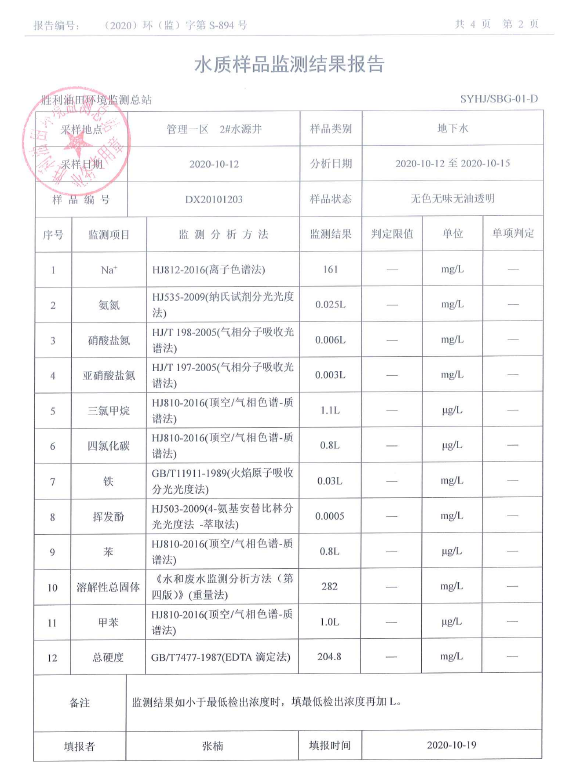 报告编号： （2020）环（监）字第 S-894 号 共 4 页 第 2 页
水质样品监测结果报告
胜利油田环境监测总站 SYHJ/SBG-01-D
采样地点 管理一区 2#水源井 样品类别 地下水
采样日期 2020-10-12 分析日期 2020-10-12 至 2020-10-15
样 品 编 号 DX20101203 样品状态 无色无味无油透明
序号 监测项目 监 测 分 析 方 法 监测结果 判定限值 单位 单项判定
1 Na⁺ HJ812-2016(离子色谱法) 161 — mg/L —
2 氨氮 HJ535-2009(纳氏试剂分光光度
法) 0.025L — mg/L —
3 硝酸盐氮 HJ/T 198-2005(气相分子吸收光
谱法) 0.006L — mg/L —
4 亚硝酸盐氮 HJ/T 197-2005(气相分子吸收光
谱法) 0.003L — mg/L —
5 三氯甲烷 HJ810-2016(顶空/气相色谱-质
谱法) 1.1L — μg/L —
6 四氯化碳 HJ810-2016(顶空/气相色谱-质
谱法) 0.8L — μg/L —
7 铁 GB/T11911-1989(火焰原子吸收
分光光度法) 0.03L — mg/L —
8 挥发酚 HJ503-2009(4-氨基安替比林分
光光度法 -萃取法) 0.0005 — mg/L —
9 苯 HJ810-2016(顶空/气相色谱-质
谱法) 0.8L — μg/L —
10 溶解性总固体 《水和废水监测分析方法（第
四版）》(重量法) 282 — mg/L —
11 甲苯 HJ810-2016(顶空/气相色谱-质
谱法) 1.0L — μg/L —
12 总硬度 GB/T7477-1987(EDTA 滴定法) 204.8 — mg/L —
备注 监测结果如小于最低检出浓度时，填最低检出浓度再加 L。
填报者 张楠 填报时间 2020-10-19